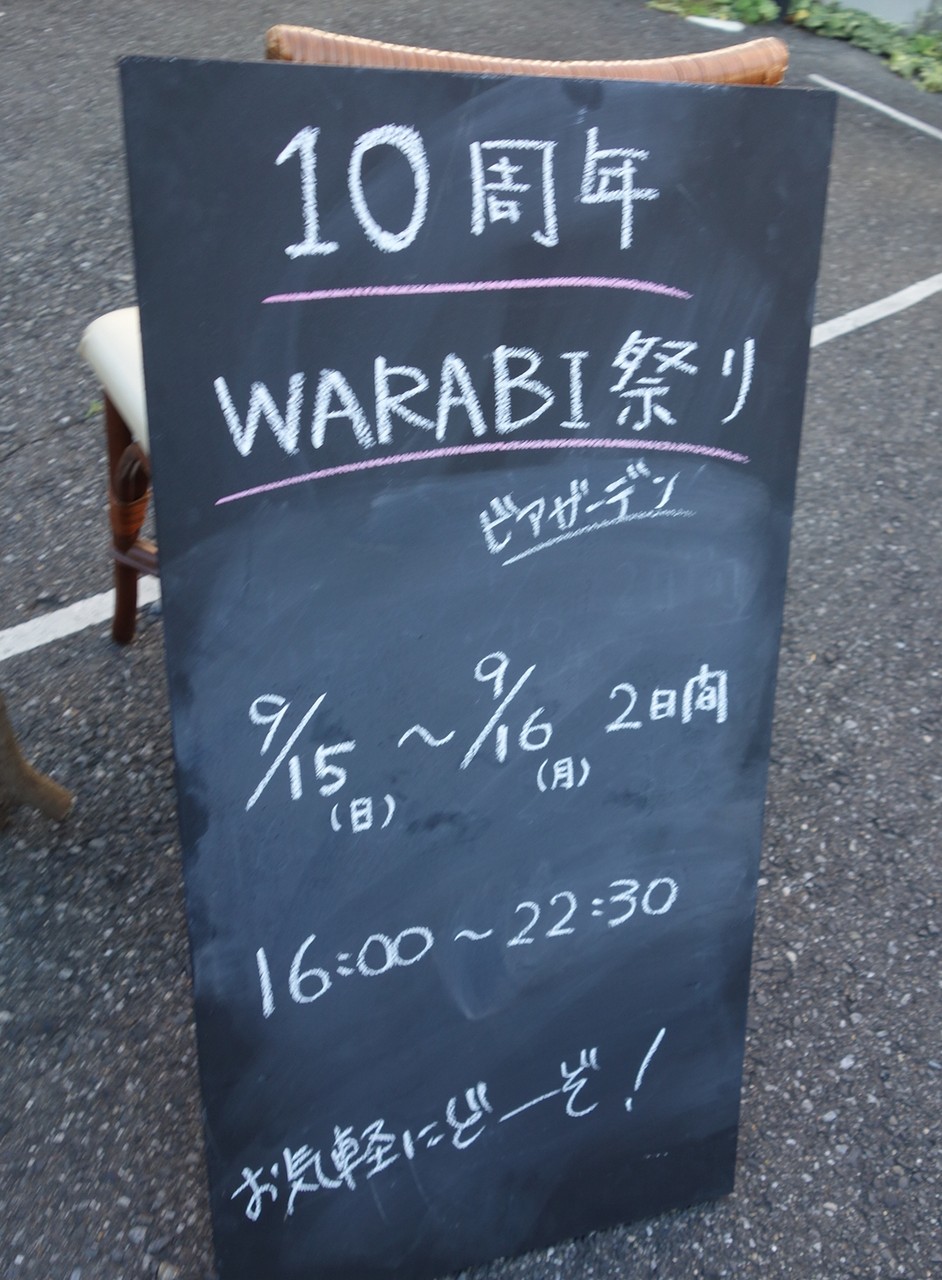 10周年
WARABI祭り
ビアガーデン
9/15(日)～9/16(月) 2日間
16:00～22:30
お気軽にどーぞ！